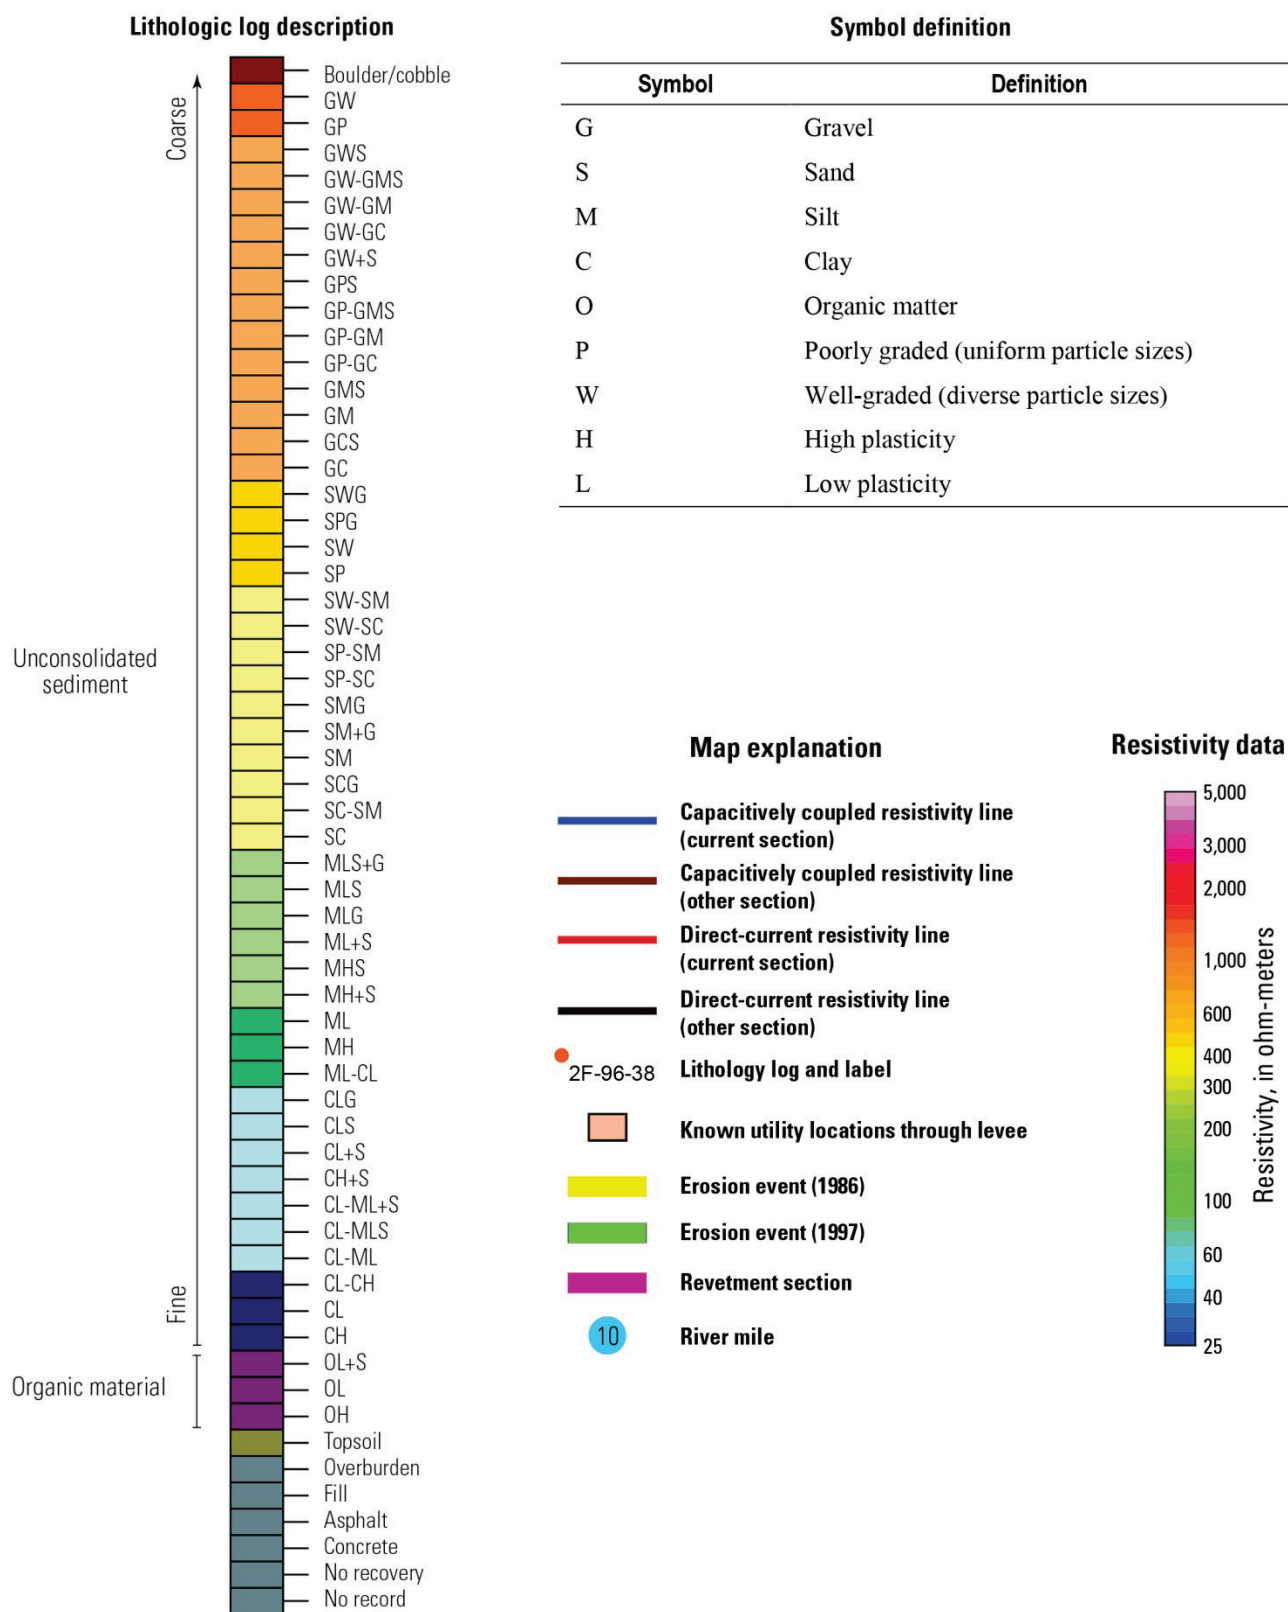 Lithologic log description
Coarse
Unconsolidated
sediment
Fine
Organic material
Boulder/cobble
GW
GP
GWS
GW-GMS
GW-GM
GW-GC
GW+S
GPS
GP-GMS
GP-GM
GP-GC
GMS
GM
GCS
GC
SWG
SPG
SW
SP
SW-SM
SW-SC
SP-SM
SP-SC
SMG
SM+G
SM
SCG
SC-SM
SC
MLS+G
MLS
MLG
ML+S
MHS
MH+S
ML
MH
ML-CL
CLG
CLS
CL+S
CH+S
CL-ML+S
CL-MLS
CL-ML
CL-CH
CL
CH
OL+S
OL
OH
Topsoil
Overburden
Fill
Asphalt
Concrete
No recovery
No record
Symbol definition
Symbol Definition
G Gravel
S Sand
M Silt
C Clay
O Organic matter
P Poorly graded (uniform particle sizes)
W Well-graded (diverse particle sizes)
H High plasticity
L Low plasticity
Map explanation
Capacitively coupled resistivity line
(current section)
Capacitively coupled resistivity line
(other section)
Direct-current resistivity line
(current section)
Direct-current resistivity line
(other section)
2F-96-38 Lithology log and label
Known utility locations through levee
Erosion event (1986)
Erosion event (1997)
Revetment section
10 River mile
Resistivity data
5,000
3,000
2,000
1,000
600
400
300
200
100
60
40
25
Resistivity, in ohm-meters